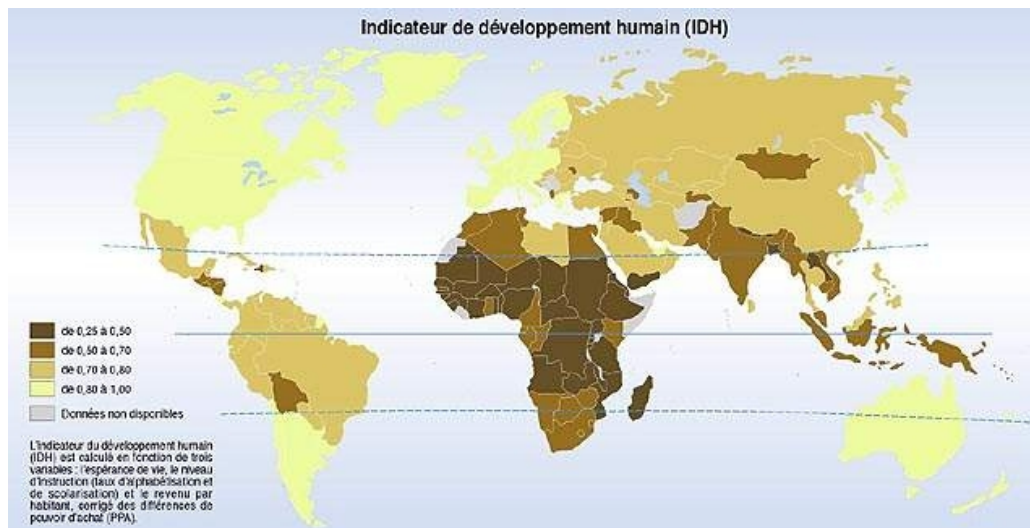 Indicateur de développement humain (IDH)
de 0,25 à 0,50
de 0,50 à 0,70
de 0,70 à 0,80
de 0,80 à 1,00
Données non disponibles
L'indicateur du développement humain
(IDH) est calculé en fonction de trois
variables : l'espérance de vie, le niveau
d'instruction (taux d'alphabétisation et
de scolarisation) et le revenu par
habitant, corrigé des différences de
pouvoir d'achat (PPA).